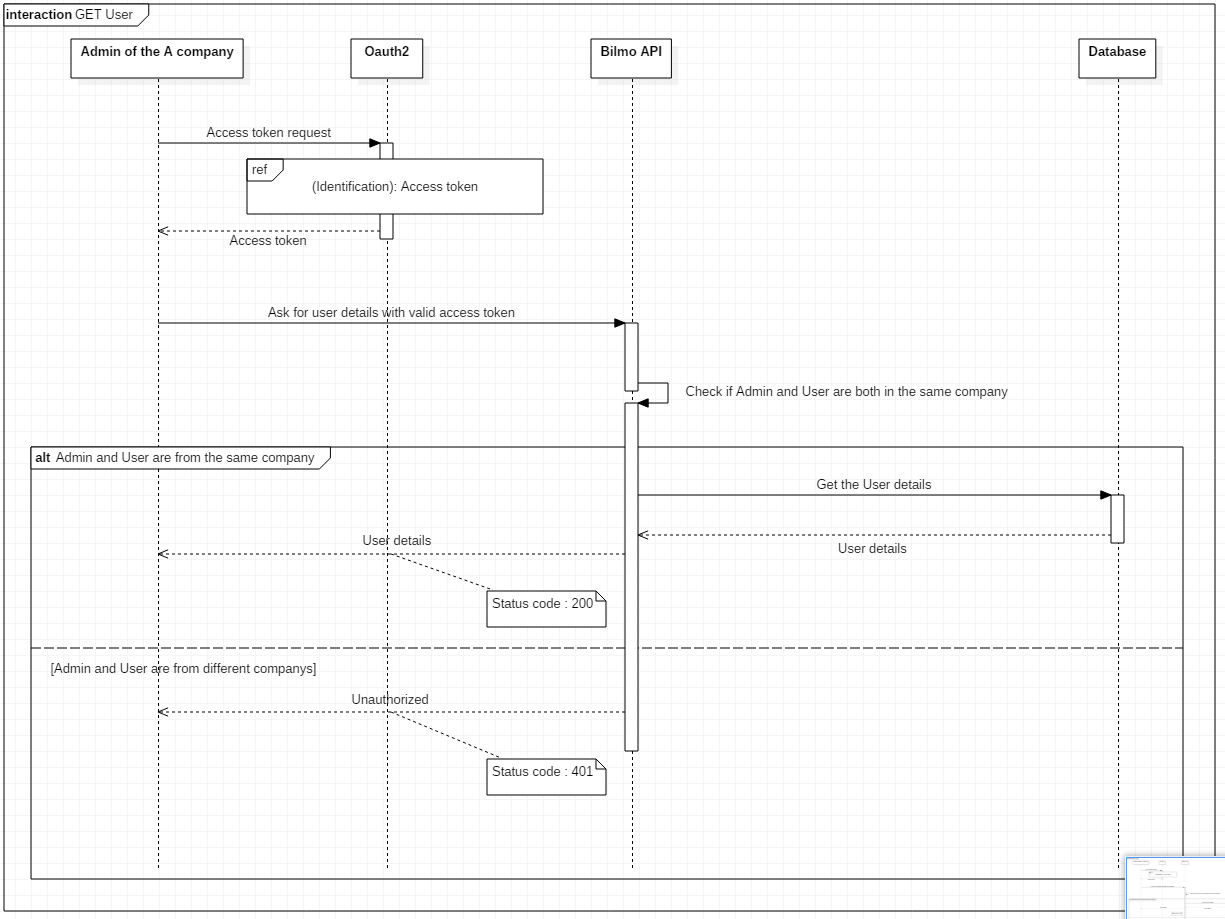 interaction GET User
Admin of the A company
Oauth2
Bilmo API
Database
Access token request
ref
(Identification): Access token
Access token
Ask for user details with valid access token
Check if Admin and User are both in the same company
alt Admin and User are from the same company
Get the User details
User details
User details
Status code : 200
[Admin and User are from different companys]
Unauthorized
Status code : 401